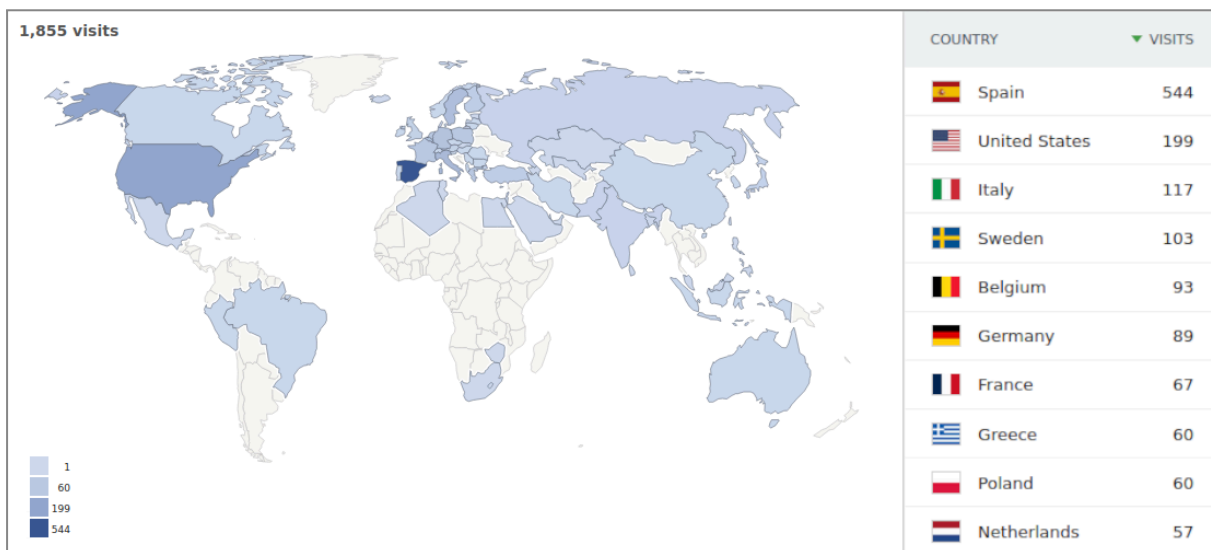 1,855 visits
1
60
199
544
COUNTRY VISITS
Spain 544
United States 199
Italy 117
Sweden 103
Belgium 93
Germany 89
France 67
Greece 60
Poland 60
Netherlands 57